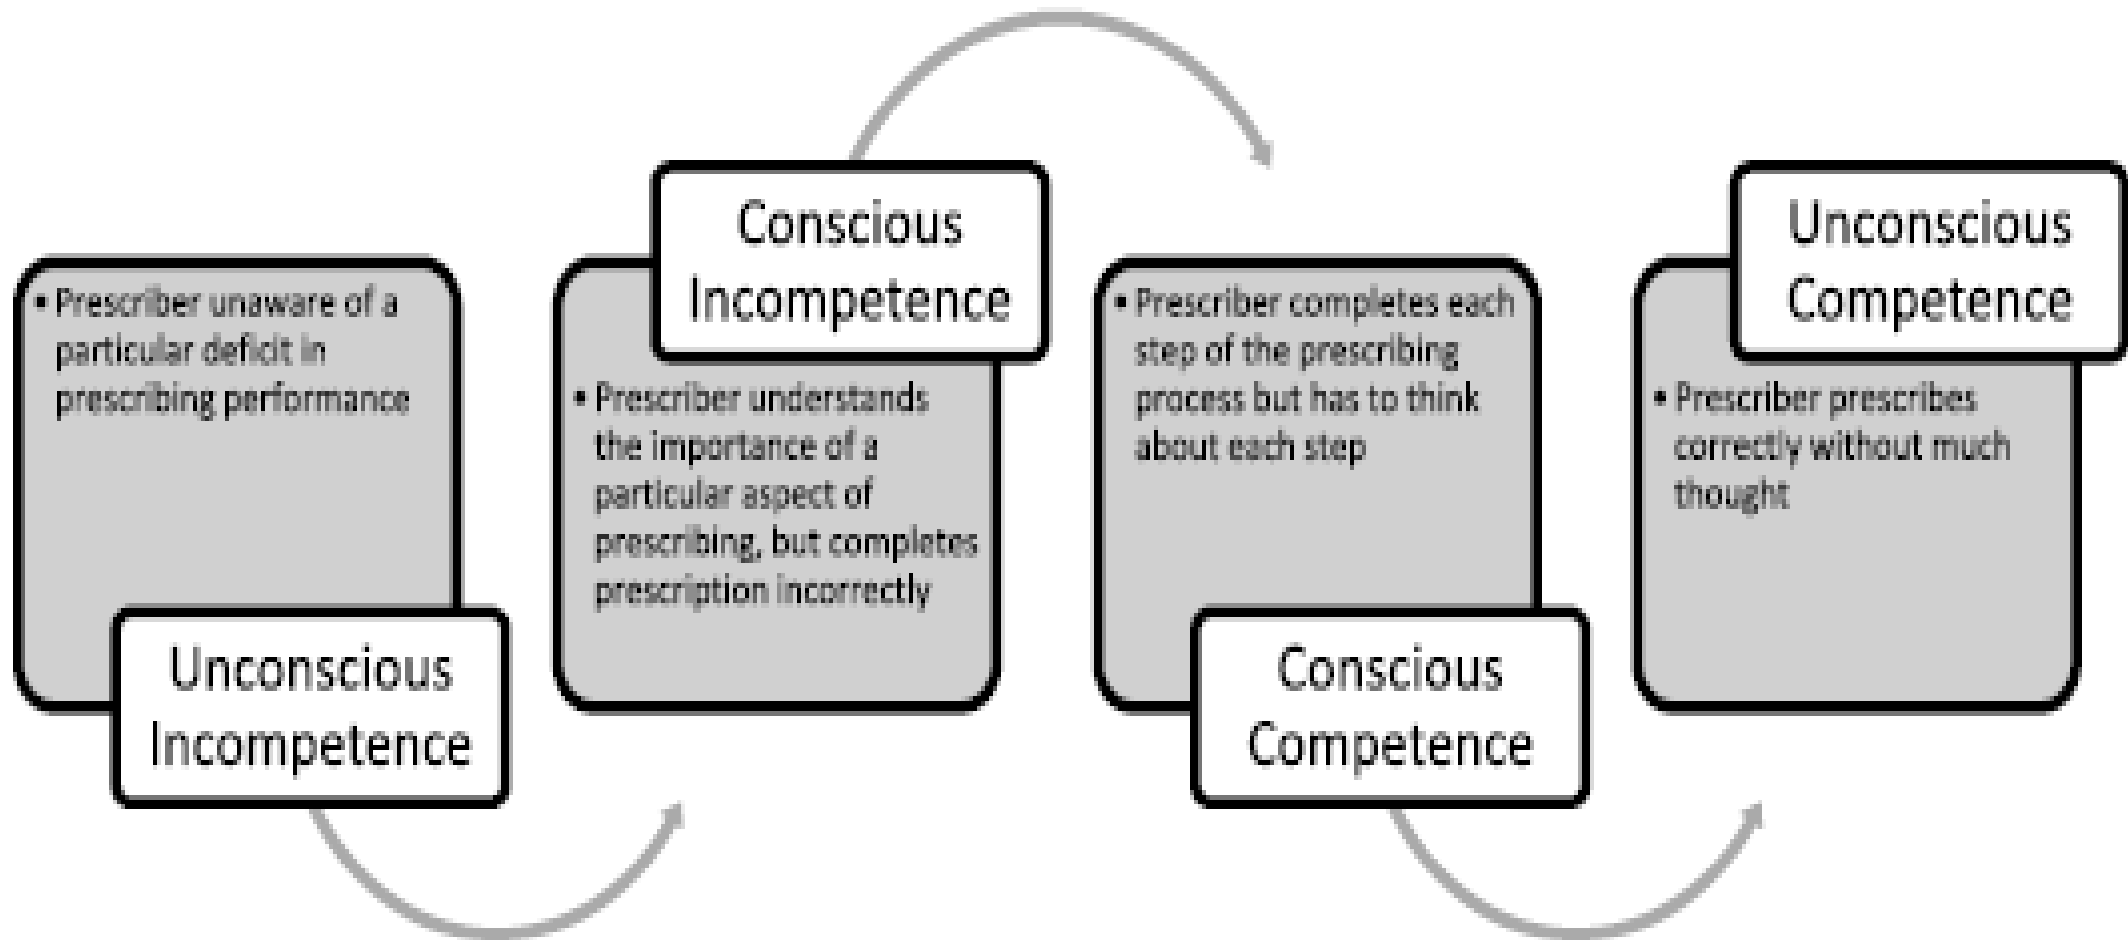 • Prescriber unaware of a
particular deficit in
prescribing performance
Unconscious
Incompetence
Conscious
Incompetence
• Prescriber understands
the importance of a
particular aspect of
prescribing, but completes
prescription incorrectly
• Prescriber completes each
step of the prescribing
process but has to think
about each step
Conscious
Competence
Unconscious
Competence
• Prescriber prescribes
correctly without much
thought